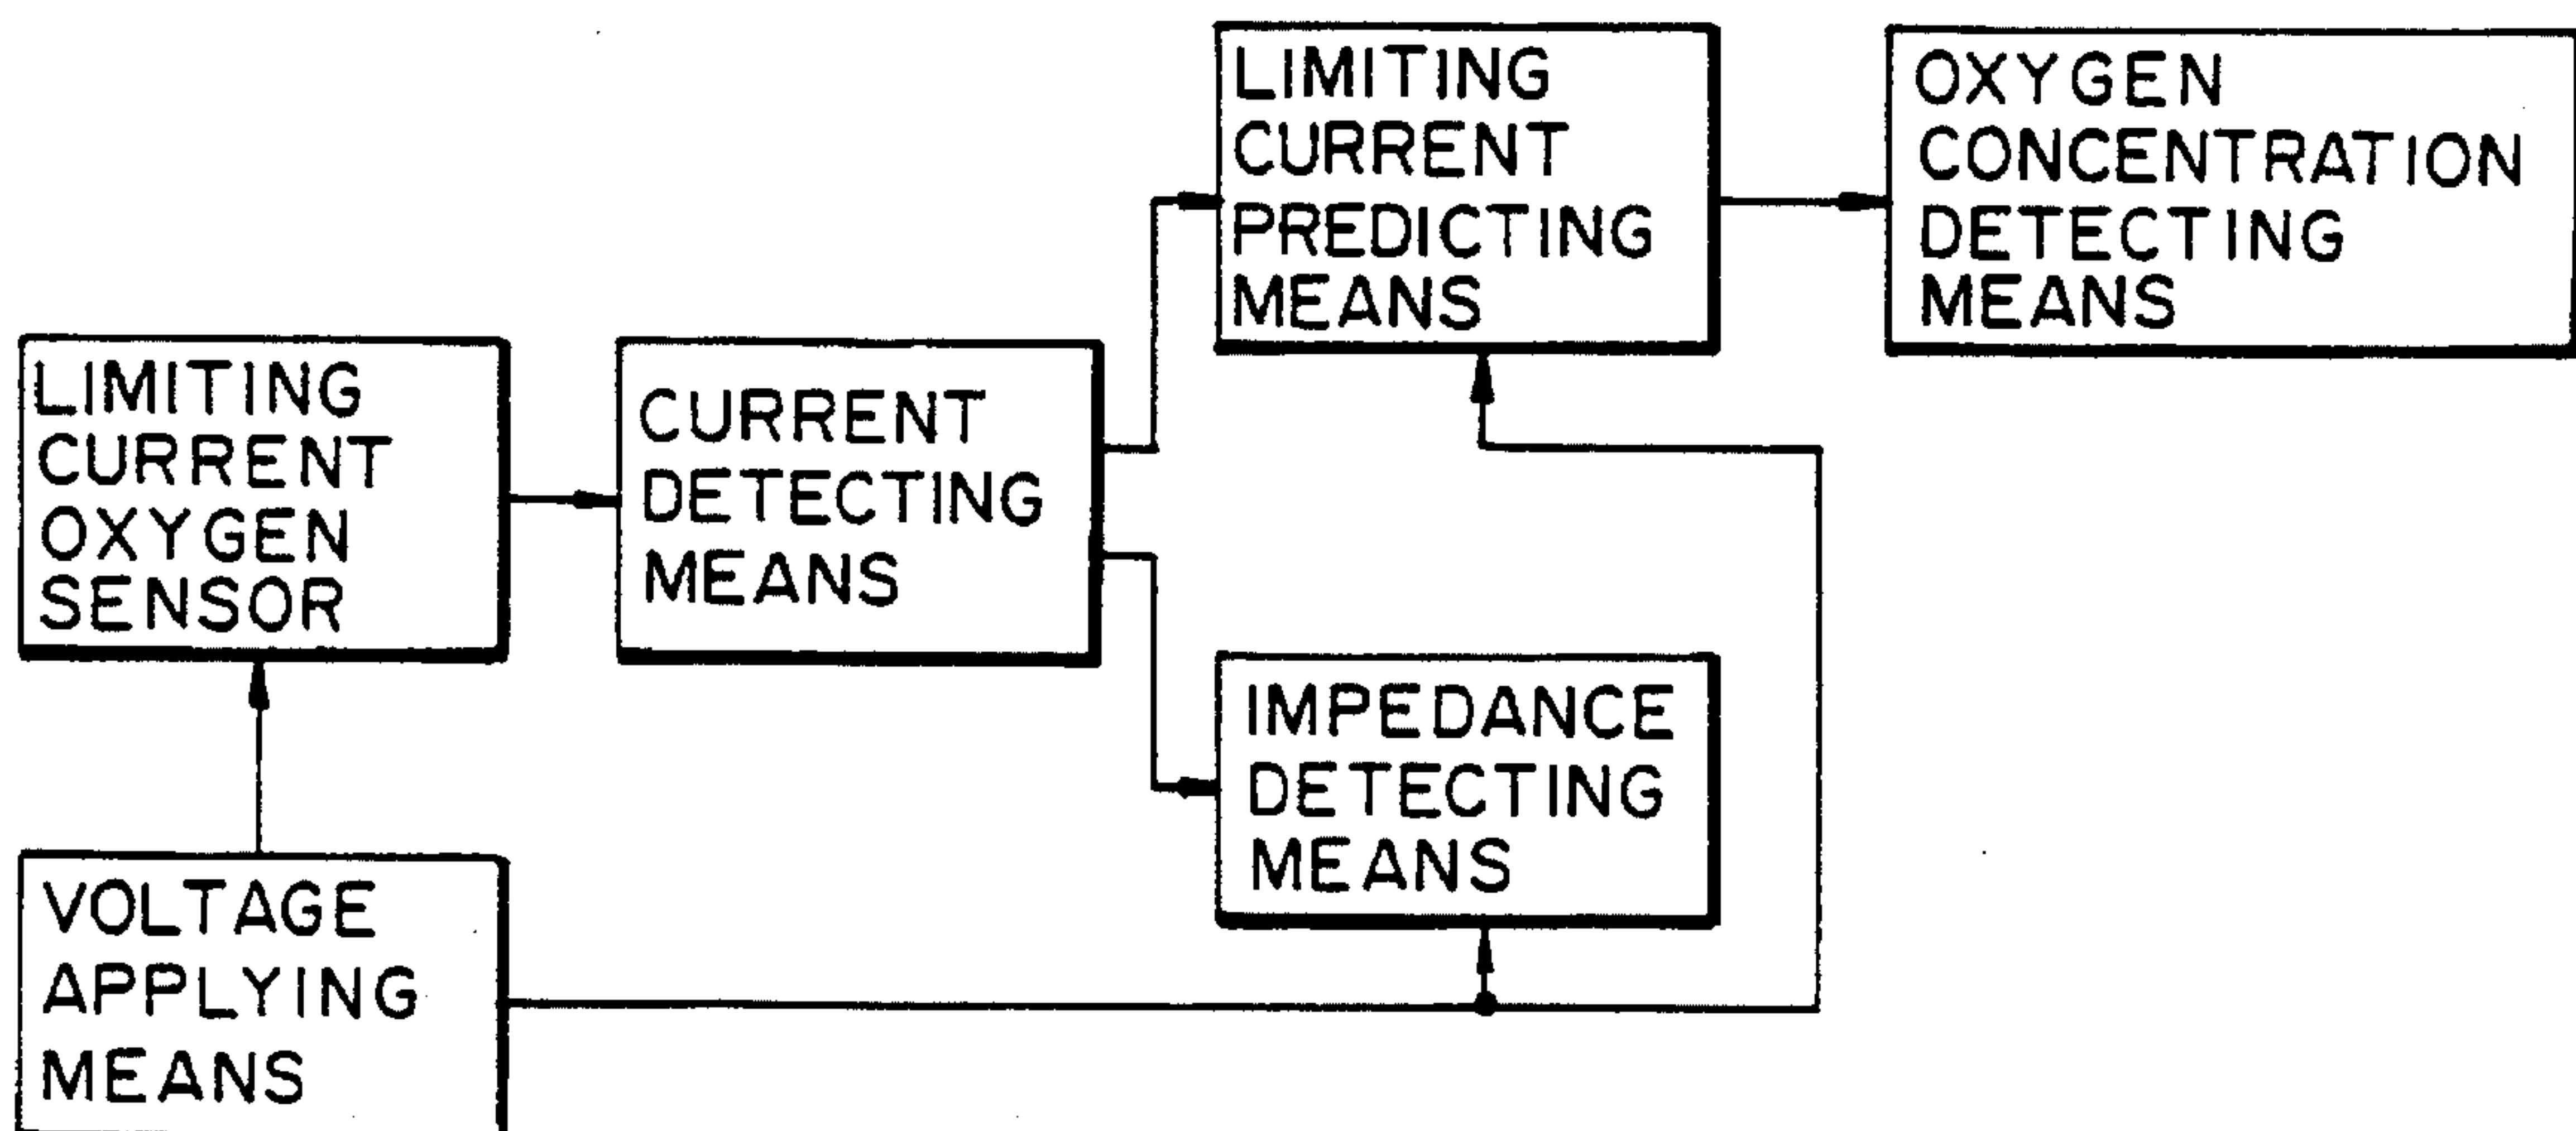 LIMITING
CURRENT
OXYGEN
SENSOR
CURRENT
DETECTING
MEANS
LIMITING
CURRENT
PREDICTING
MEANS
OXYGEN
CONCENTRATION
DETECTING
MEANS
IMPEDANCE
DETECTING
MEANS
VOLTAGE
APPLYING
MEANS